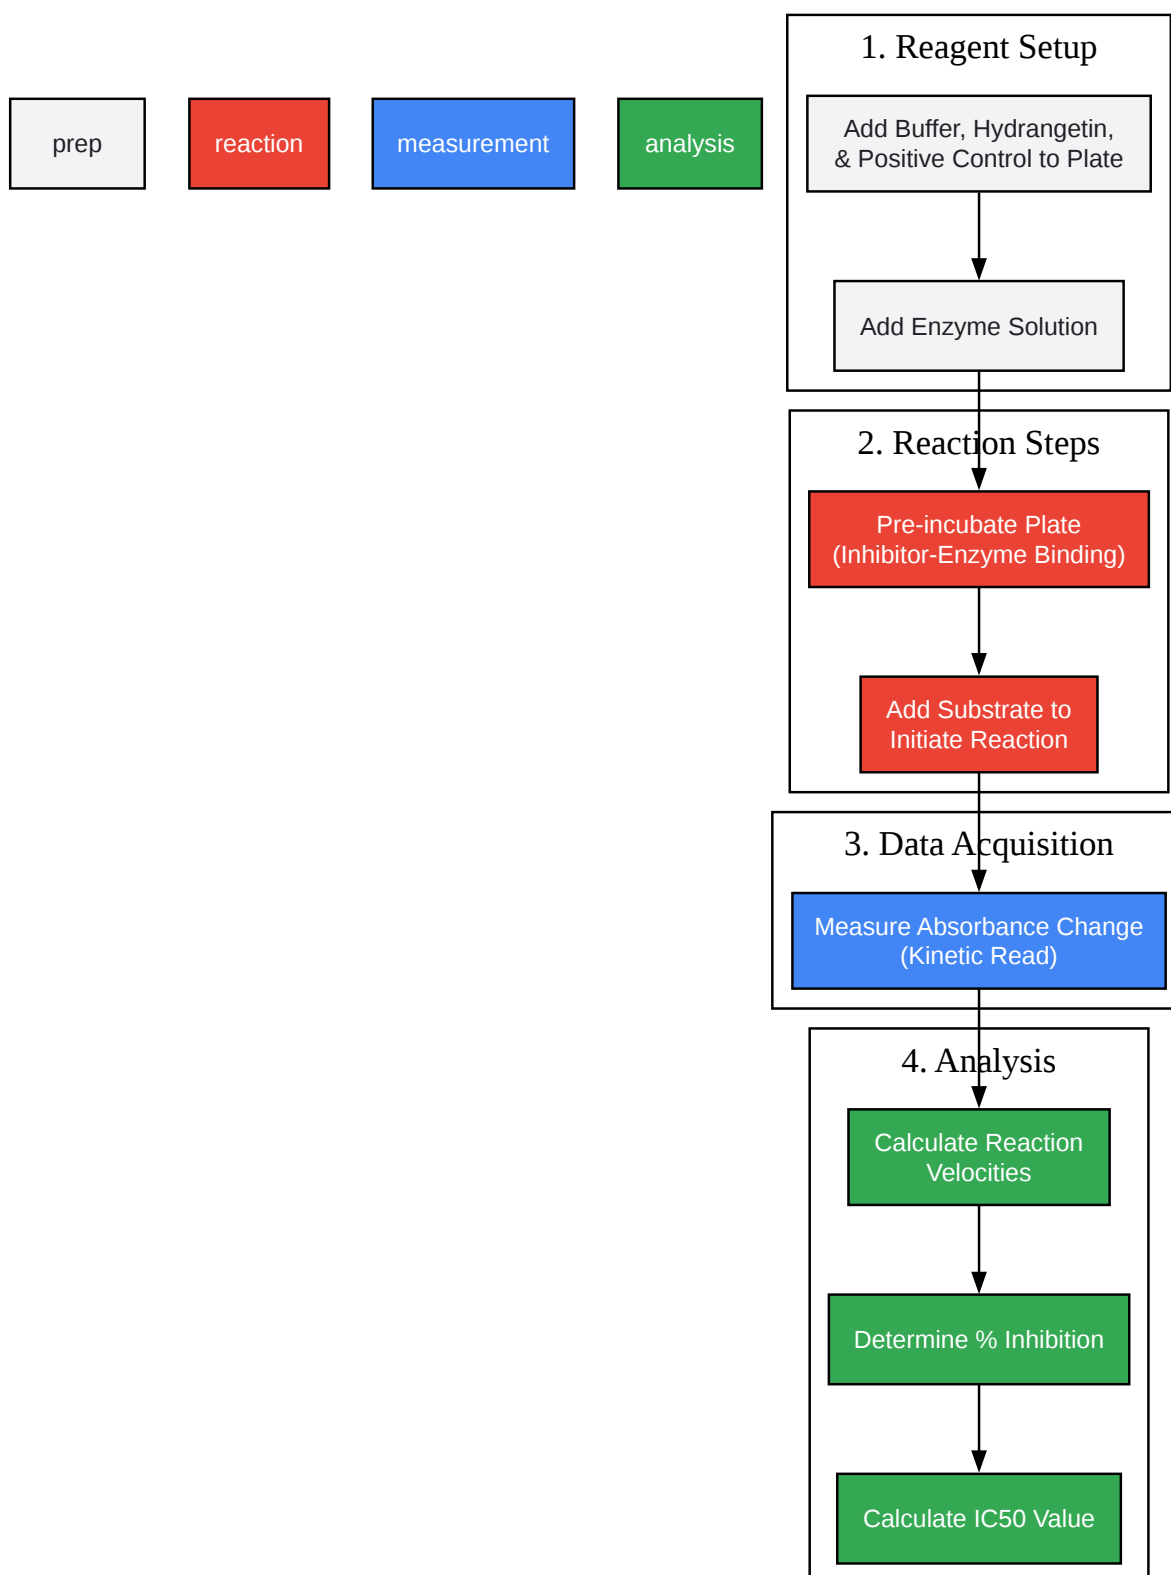 prep
reaction
measurement
analysis
1. Reagent Setup
Add Buffer, Hydrangetin,
& Positive Control to Plate
Add Enzyme Solution
2. Reaction Steps
Pre-incubate Plate
(Inhibitor-Enzyme Binding)
Add Substrate to
Initiate Reaction
3. Data Acquisition
Measure Absorbance Change
(Kinetic Read)
4. Analysis
Calculate Reaction
Velocities
Determine % Inhibition
Calculate IC50 Value